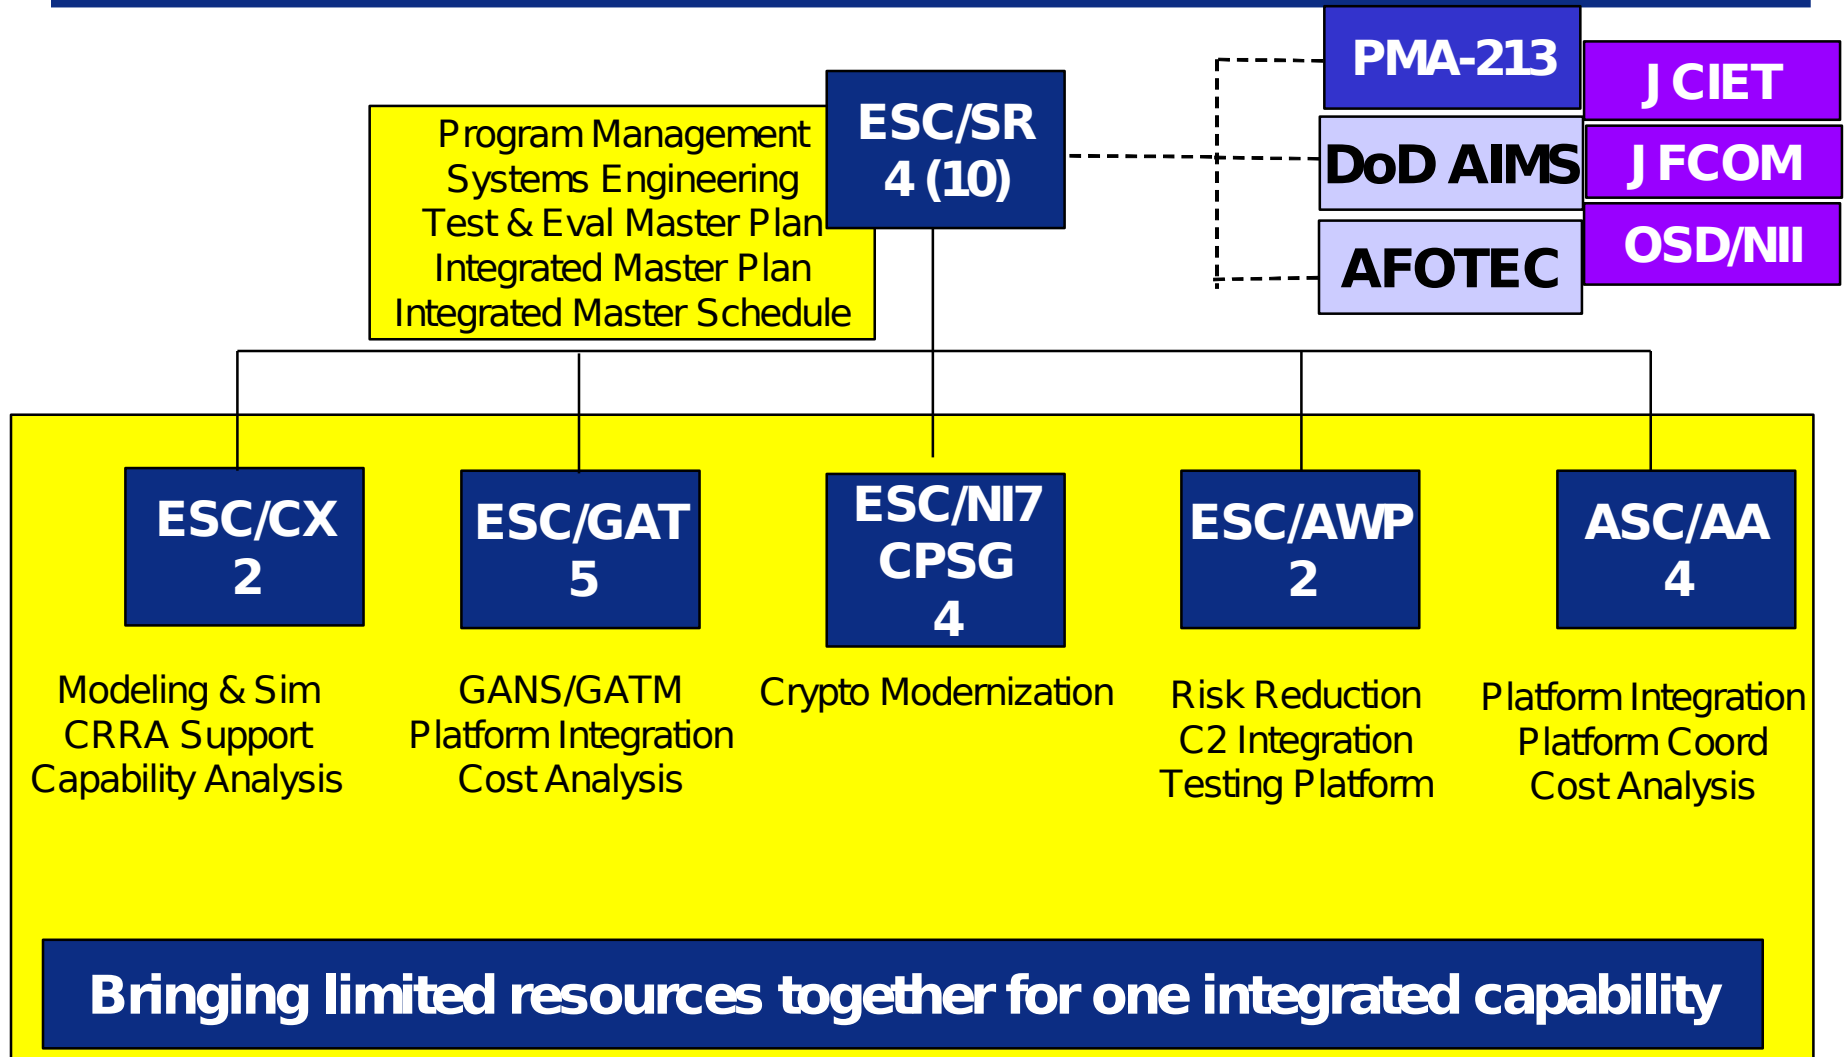 PMA-213
JCIET
ESC/SR
4 (10)
Program Management
Systems Engineering
Test & Eval Master Plan
Integrated Master Plan
Integrated Master Schedule
DoD AIMS
JFCOM
AFOTEC
OSD/NII
ESC/CX
2
ESC/GAT
5
ESC/NI7
CPSG
4
ESC/AWP
2
ASC/AA
4
Modeling & Sim
CRRA Support
Capability Analysis
GANS/GATM
Platform Integration
Cost Analysis
Crypto Modernization
Risk Reduction
C2 Integration
Testing Platform
Platform Integration
Platform Coord
Cost Analysis
Bringing limited resources together for one integrated capability